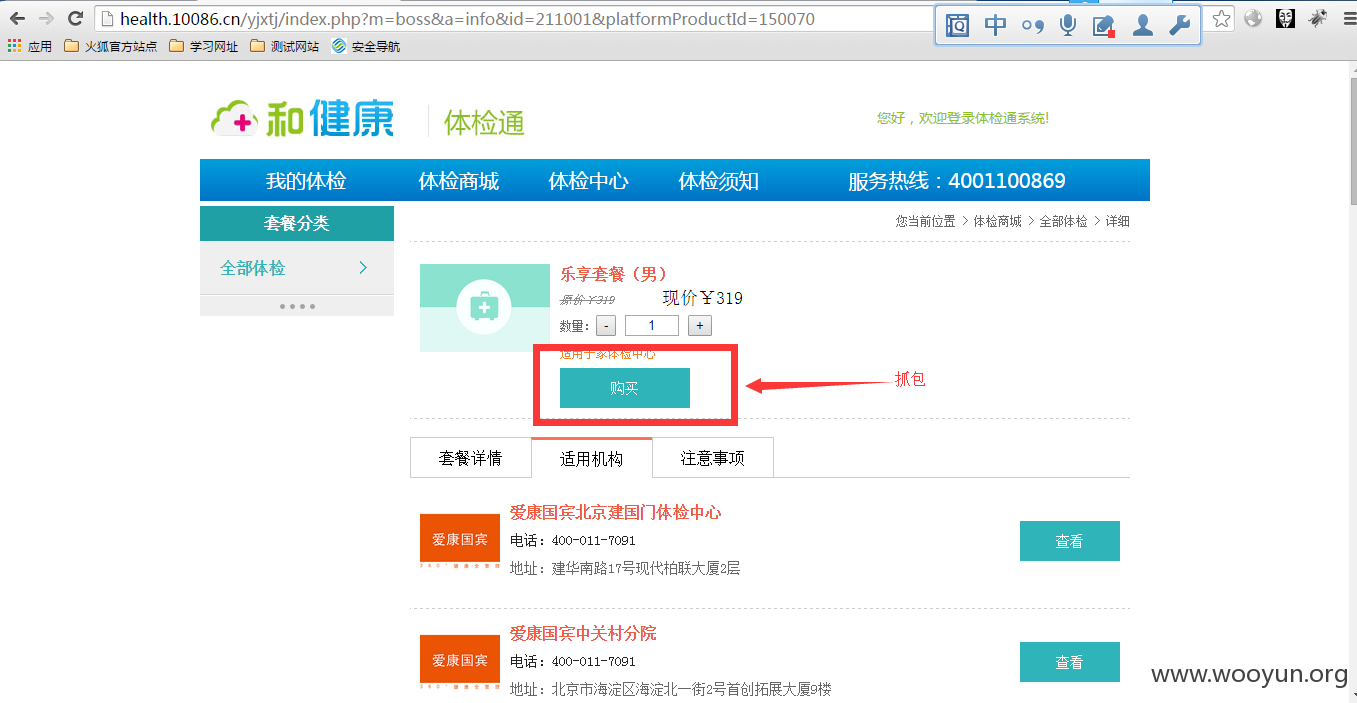 health.10086.cn/yjxtj/index.php?m=boss&a=info&id=211001&platformProductId=150070
中
应用 火狐官方站点 学习网址 测试网站 安全导航
和健康 体检通
您好，欢迎登录体检通系统!
我的体检 体检商城 体检中心 体检须知 服务热线：4001100869
套餐分类
您当前位置 > 体检商城 > 全部体检 > 详细
全部体检
乐享套餐（男）
原价￥319 现价￥319
数量： - 1 +
适用于家体检中心
购买
抓包
套餐详情 适用机构 注意事项
爱康国宾北京建国门体检中心
爱康国宾
电话：400-011-7091
查看
地址：建华南路17号现代柏联大厦2层
爱康国宾中关村分院
爱康国宾
电话：400-011-7091
查看
地址：北京市海淀区海淀北一街2号首创拓展大厦9楼
www.wooyun.org